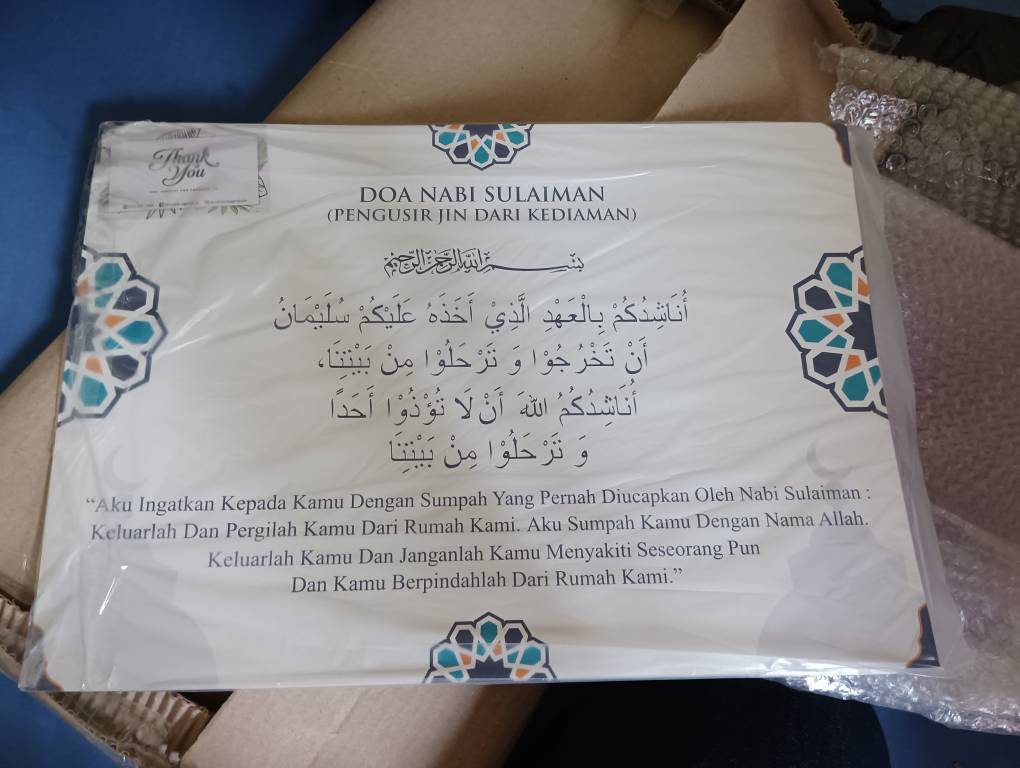 Thank
You
DOA NABI SULAIMAN
(PENGUSIR JIN DARI KEDIAMAN)
بِسْمِ اللَّهِ الرَّحْمَنِ الرَّحِيمِ
أُنَاشِدُكُمْ بِالْعَهْدِ الَّذِيْ أَخَذَهُ عَلَيْكُمْ سُلَيْمَانُ
أَنْ تَخْرُجُوْا وَ تَرْحَلُوْا مِنْ بَيْتِنَا،
أُنَاشِدُكُمُ اللهَ أَنْ لَا تُؤْذُوْا أَحَدًا
وَ تَرْحَلُوْا مِنْ بَيْتِنَا
“Aku Ingatkan Kepada Kamu Dengan Sumpah Yang Pernah Diucapkan Oleh Nabi Sulaiman :
Keluarlah Dan Pergilah Kamu Dari Rumah Kami. Aku Sumpah Kamu Dengan Nama Allah.
Keluarlah Kamu Dan Janganlah Kamu Menyakiti Seseorang Pun
Dan Kamu Berpindahlah Dari Rumah Kami.”